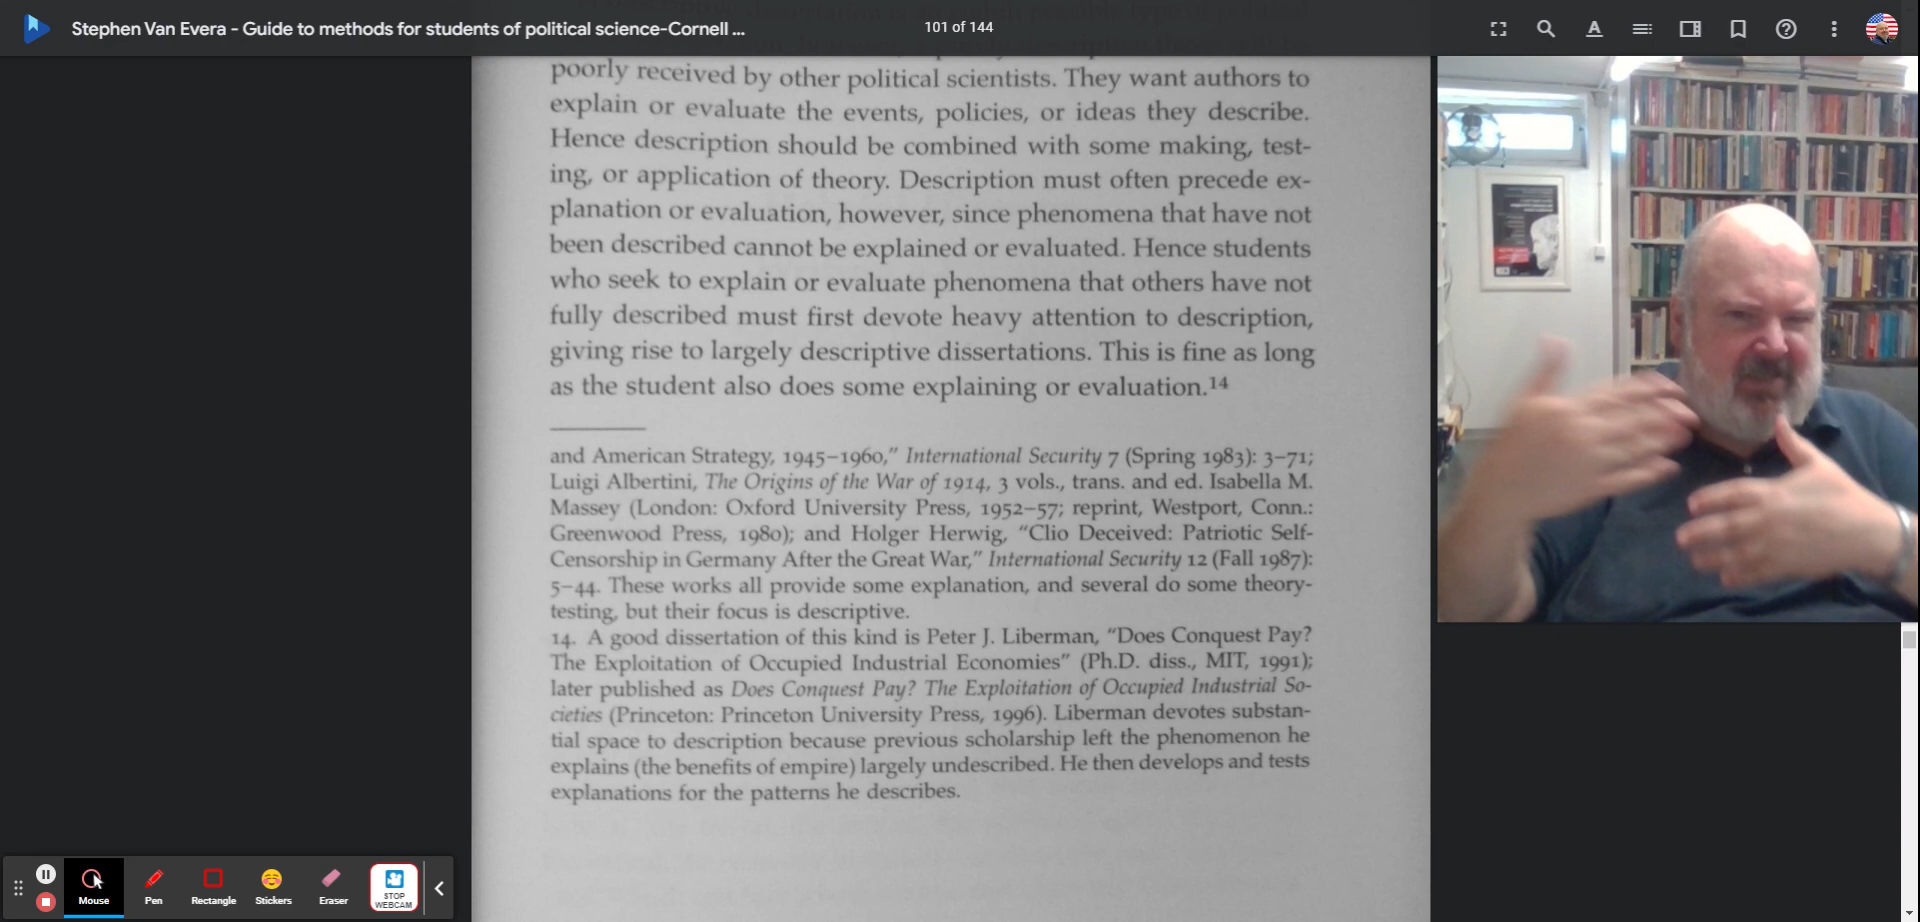 Stephen Van Evera - Guide to methods for students of political science-Cornell ...
101 of 144
poorly received by other political scientists. They want authors to
explain or evaluate the events, policies, or ideas they describe.
Hence description should be combined with some making, test-
ing, or application of theory. Description must often precede ex-
planation or evaluation, however, since phenomena that have not
been described cannot be explained or evaluated. Hence students
who seek to explain or evaluate phenomena that others have not
fully described must first devote heavy attention to description,
giving rise to largely descriptive dissertations. This is fine as long
as the student also does some explaining or evaluation.14
and American Strategy, 1945–1960,” International Security 7 (Spring 1983): 3–71;
Luigi Albertini, The Origins of the War of 1914, 3 vols., trans. and ed. Isabella M.
Massey (London: Oxford University Press, 1952–57; reprint, Westport, Conn.:
Greenwood Press, 1980); and Holger Herwig, “Clio Deceived: Patriotic Self-
Censorship in Germany After the Great War,” International Security 12 (Fall 1987):
5–44. These works all provide some explanation, and several do some theory-
testing, but their focus is descriptive.
14. A good dissertation of this kind is Peter J. Liberman, “Does Conquest Pay?
The Exploitation of Occupied Industrial Economies” (Ph.D. diss., MIT, 1991);
later published as Does Conquest Pay? The Exploitation of Occupied Industrial So-
cieties (Princeton: Princeton University Press, 1996). Liberman devotes substan-
tial space to description because previous scholarship left the phenomenon he
explains (the benefits of empire) largely undescribed. He then develops and tests
explanations for the patterns he describes.
Mouse
Pen
Rectangle
Stickers
Eraser
STOP
WEBCAM